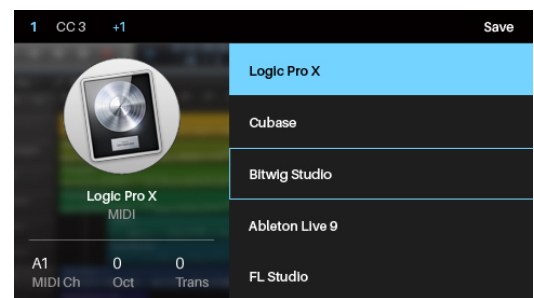 1 CC 3 +1 Save
Logic Pro X
MIDI
A1 0 0
MIDI Ch Oct Trans
Logic Pro X
Cubase
Bitwig Studio
Ableton Live 9
FL Studio